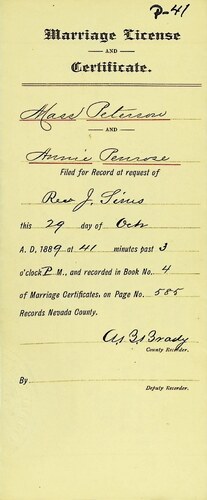 P-41
Marriage License
AND
Certificate.
Mass Peterson
AND
Annie Penrose
Filed for Record at request of
Rev J. Sims
this 29 day of Oct
A. D, 1889 at 41 minutes past 3
o'clock P M., and recorded in Book No. 4
of Marriage Certificates, on Page No. 585
Records Nevada County.
Brady
County Recorder.
By
Deputy Recorder.